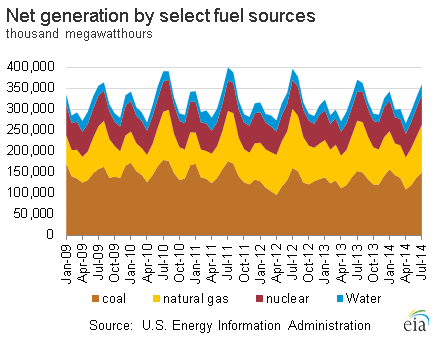 Net generation by select fuel sources
thousand megawatthours
400,000
350,000
300,000
250,000
200,000
150,000
100,000
50,000
0
Jan-09
Apr-09
Jul-09
Oct-09
Jan-10
Apr-10
Jul-10
Oct-10
Jan-11
Apr-11
Jul-11
Oct-11
Jan-12
Apr-12
Jul-12
Oct-12
Jan-13
Apr-13
Jul-13
Oct-13
Jan-14
Apr-14
Jul-14
coal natural gas nuclear Water
Source: U.S. Energy Information Administration
eia